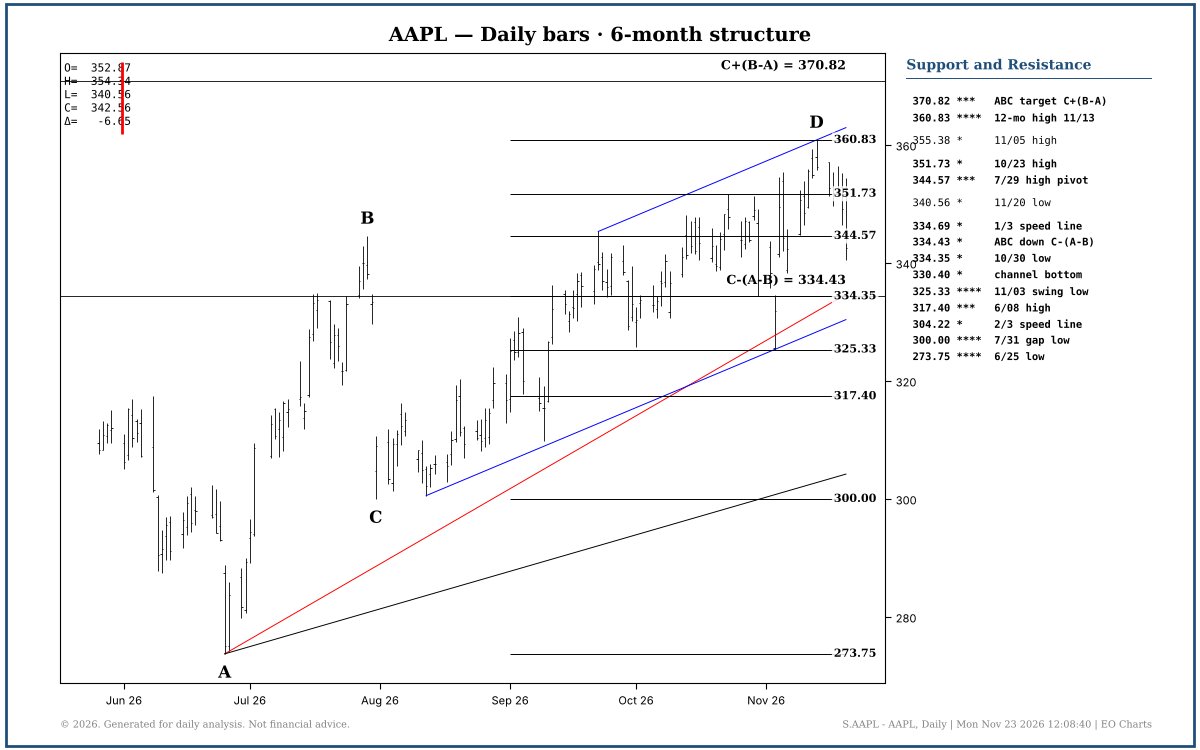 AAPL — Daily bars · 6-month structure
O= 352.87
H= 354.34
L= 340.56
C= 342.56
Δ= -6.65
C+(B-A) = 370.82
D
360.83
360
351.73
B
344.57
340
C-(A-B) = 334.43
334.35
325.33
320
317.40
C
300.00
300
280
273.75
A
Jun 26 Jul 26 Aug 26 Sep 26 Oct 26 Nov 26
Support and Resistance
370.82 *** ABC target C+(B-A)
360.83 **** 12-mo high 11/13
355.38 * 11/05 high
351.73 * 10/23 high
344.57 *** 7/29 high pivot
340.56 * 11/20 low
334.69 * 1/3 speed line
334.43 * ABC down C-(A-B)
334.35 * 10/30 low
330.40 * channel bottom
325.33 **** 11/03 swing low
317.40 *** 6/08 high
304.22 * 2/3 speed line
300.00 **** 7/31 gap low
273.75 **** 6/25 low
© 2026. Generated for daily analysis. Not financial advice.
S.AAPL - AAPL, Daily | Mon Nov 23 2026 12:08:40 | EO Charts